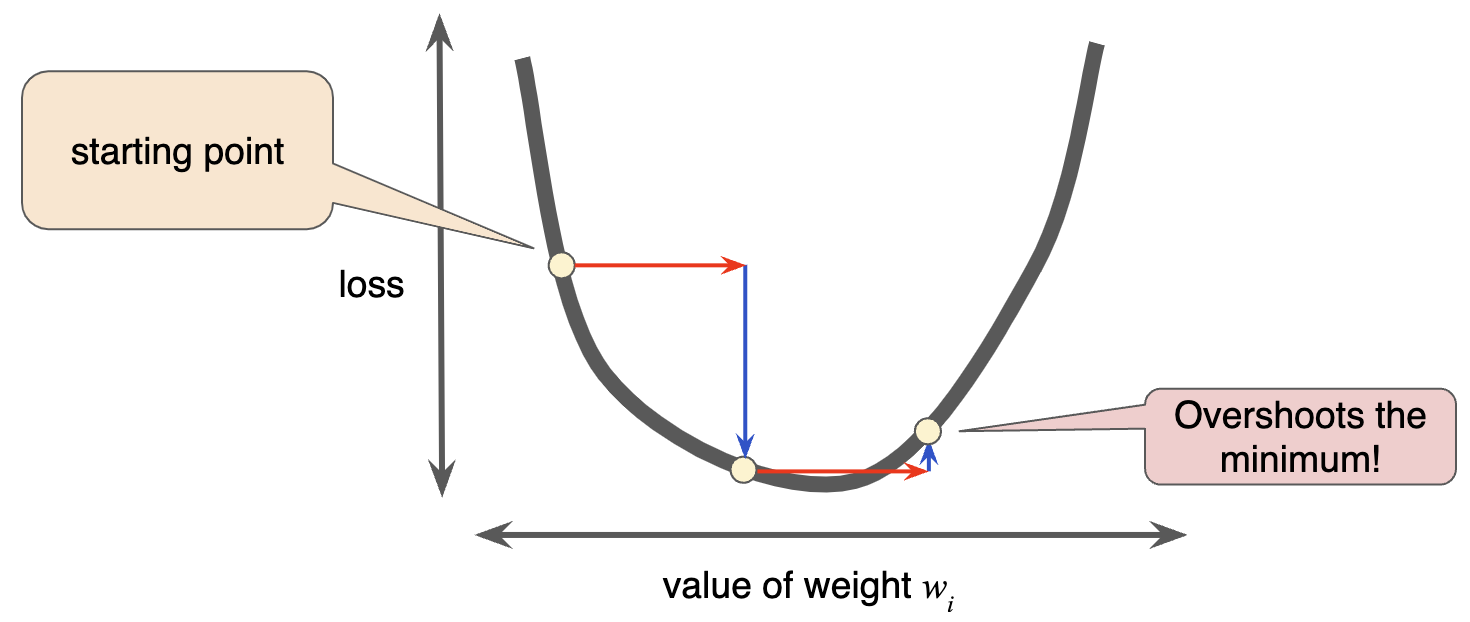 starting point
loss
Overshoots the
minimum!
value of weight wᵢ